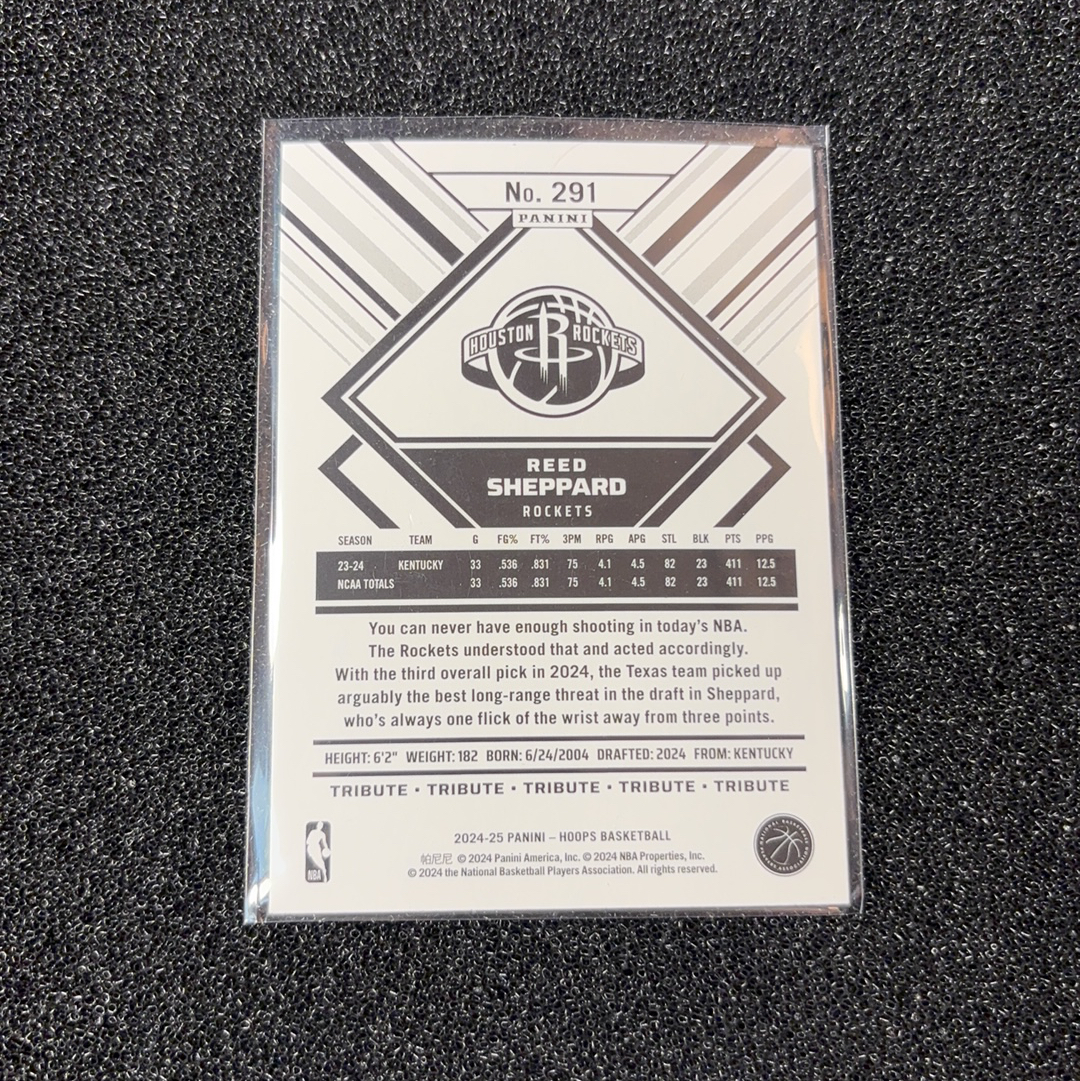 No. 291
PANINI
HOUSTON R ROCKETS
REED
SHEPPARD
ROCKETS
SEASON TEAM G FG% FT% 3PM RPG APG STL BLK PTS PPG
23-24 KENTUCKY 33 .536 .831 75 4.1 4.5 82 23 411 12.5
NCAA TOTALS 33 .536 .831 75 4.1 4.5 82 23 411 12.5
You can never have enough shooting in today's NBA.
The Rockets understood that and acted accordingly.
With the third overall pick in 2024, the Texas team picked up
arguably the best long-range threat in the draft in Sheppard,
who's always one flick of the wrist away from three points.
HEIGHT: 6'2" WEIGHT: 182 BORN: 6/24/2004 DRAFTED: 2024 FROM: KENTUCKY
TRIBUTE • TRIBUTE • TRIBUTE • TRIBUTE • TRIBUTE
2024-25 PANINI – HOOPS BASKETBALL
帕尼尼 © 2024 Panini America, Inc. © 2024 NBA Properties, Inc.
© 2024 the National Basketball Players Association. All rights reserved.
NBA